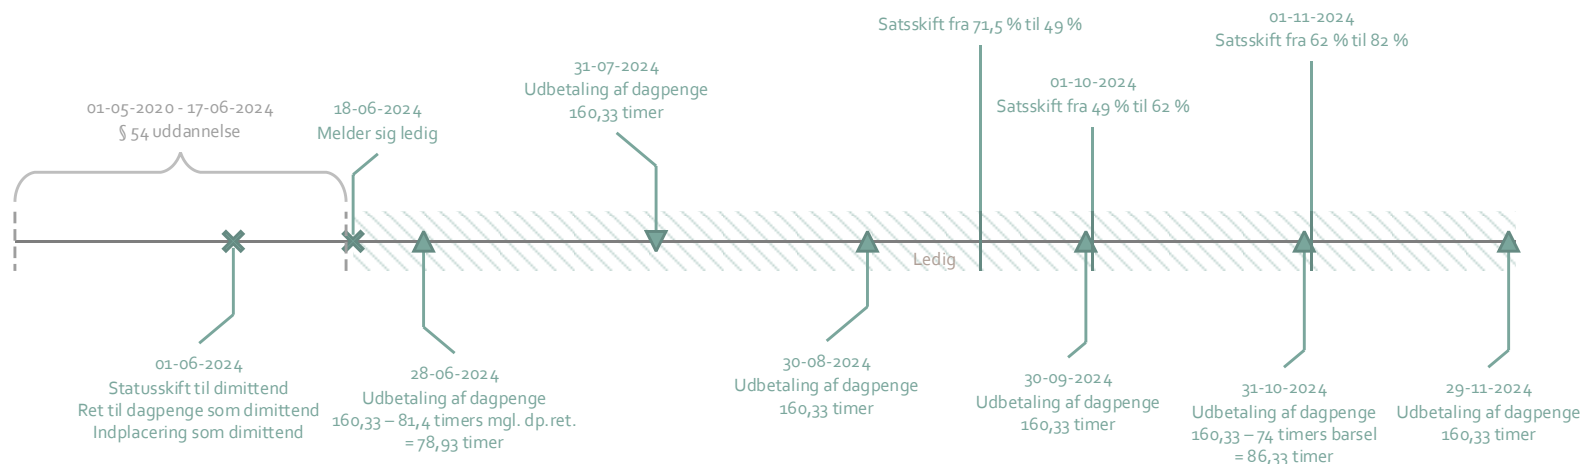 01-05-2020 - 17-06-2024
§ 54 uddannelse
18-06-2024
Melder sig ledig
31-07-2024
Udbetaling af dagpenge
160,33 timer
Satsskift fra 71,5 % til 49 %
01-10-2024
Satsskift fra 49 % til 62 %
01-11-2024
Satsskift fra 62 % til 82 %
Ledig
01-06-2024
Statusskift til dimittend
Ret til dagpenge som dimittend
Indplacering som dimittend
28-06-2024
Udbetaling af dagpenge
160,33 – 81,4 timers mgl. dp.ret.
= 78,93 timer
30-08-2024
Udbetaling af dagpenge
160,33 timer
30-09-2024
Udbetaling af dagpenge
160,33 timer
31-10-2024
Udbetaling af dagpenge
160,33 – 74 timers barsel
= 86,33 timer
29-11-2024
Udbetaling af dagpenge
160,33 timer